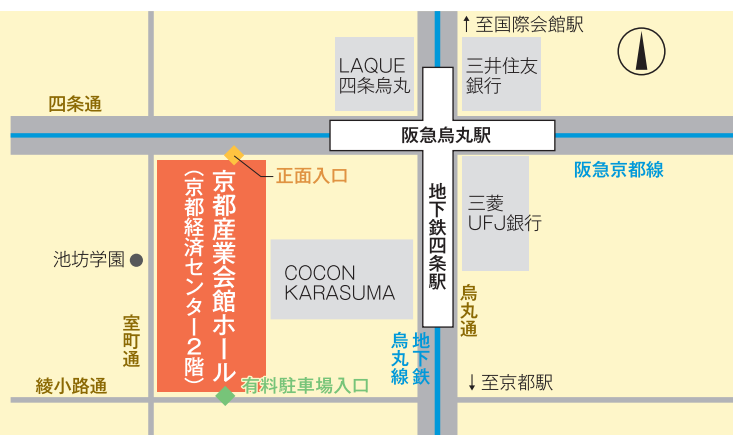 ↑至国際会館駅
LAQUE
四条烏丸
三井住友
銀行
四条通
阪急烏丸駅
阪急京都線
正面入口
京都産業会館ホール
（京都経済センター2階）
地下鉄四条駅
三菱
UFJ銀行
池坊学園
COCON
KARASUMA
烏丸通
室町通
地下鉄
烏丸線
綾小路通
有料駐車場入口
↓至京都駅